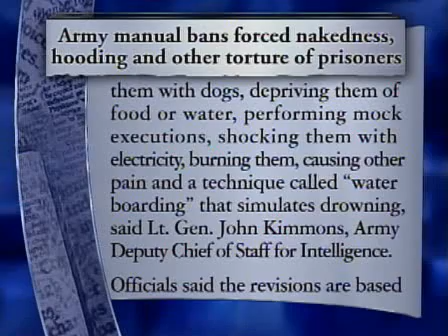 Army manual bans forced nakedness,
hooding and other torture of prisoners
them with dogs, depriving them of
food or water, performing mock
executions, shocking them with
electricity, burning them, causing other
pain and a technique called “water
boarding” that simulates drowning,
said Lt. Gen. John Kimmons, Army
Deputy Chief of Staff for Intelligence.
Officials said the revisions are based